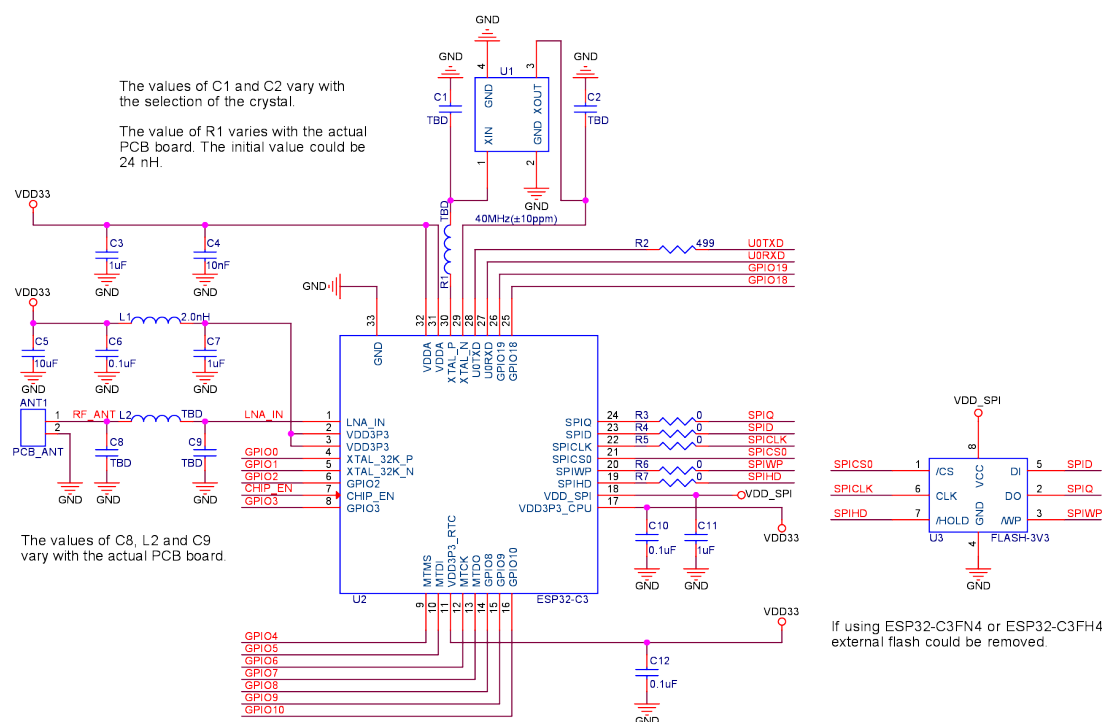 GND
GND
GND
The values of C1 and C2 vary with
the selection of the crystal.
The value of R1 varies with the actual
PCB board. The initial value could be
24 nH.
4
3
U1
C1
TBD
GND
XOUT
XIN
GND
C2
TBD
1
2
GND
VDD33
TBD
40MHz(±10ppm)
R1
C3
1uF
GND
C4
10nF
GND
R2
499
U0TXD
U0RXD
GPIO19
GPIO18
VDD33
GND
L1
2.0nH
C5
10uF
GND
C6
0.1uF
GND
C7
1uF
GND
33
32
31
30
29
28
27
26
25
GND
VDDA
VDDA
XTAL_P
XTAL_N
U0TXD
U0RXD
GPIO19
GPIO18
ANT1
1
2
PCB_ANT
RF_ANT
L2
TBD
LNA_IN
C8
TBD
GND
GND
C9
TBD
GND
1
LNA_IN
2
VDD3P3
3
VDD3P3
GPIO0
4
XTAL_32K_P
GPIO1
5
XTAL_32K_N
GPIO2
6
GPIO2
CHIP_EN
7
CHIP_EN
GPIO3
8
GPIO3
SPIQ
24
R3
0
SPIQ
SPID
23
R4
0
SPID
SPICLK
22
R5
0
SPICLK
SPICS0
21
SPICS0
SPIWP
20
R6
0
SPIWP
SPIHD
19
R7
0
SPIHD
VDD_SPI
18
VDD_SPI
VDD3P3_CPU
17
VDD33
C10
0.1uF
GND
C11
1uF
GND
VDD_SPI
8
SPICS0
1
/CS
VCC
DI
5
SPID
SPICLK
6
CLK
DO
2
SPIQ
SPIHD
7
/HOLD
GND
/WP
3
SPIWP
U3
4
FLASH-3V3
GND
The values of C8, L2 and C9
vary with the actual PCB board.
MTMS
MTDI
VDD3P3_RTC
MTCK
MTDO
GPIO8
GPIO9
GPIO10
U2
ESP32-C3
9
10
11
12
13
14
15
16
VDD33
GPIO4
GPIO5
GPIO6
GPIO7
GPIO8
GPIO9
GPIO10
C12
0.1uF
GND
If using ESP32-C3FN4 or ESP32-C3FH4
external flash could be removed.